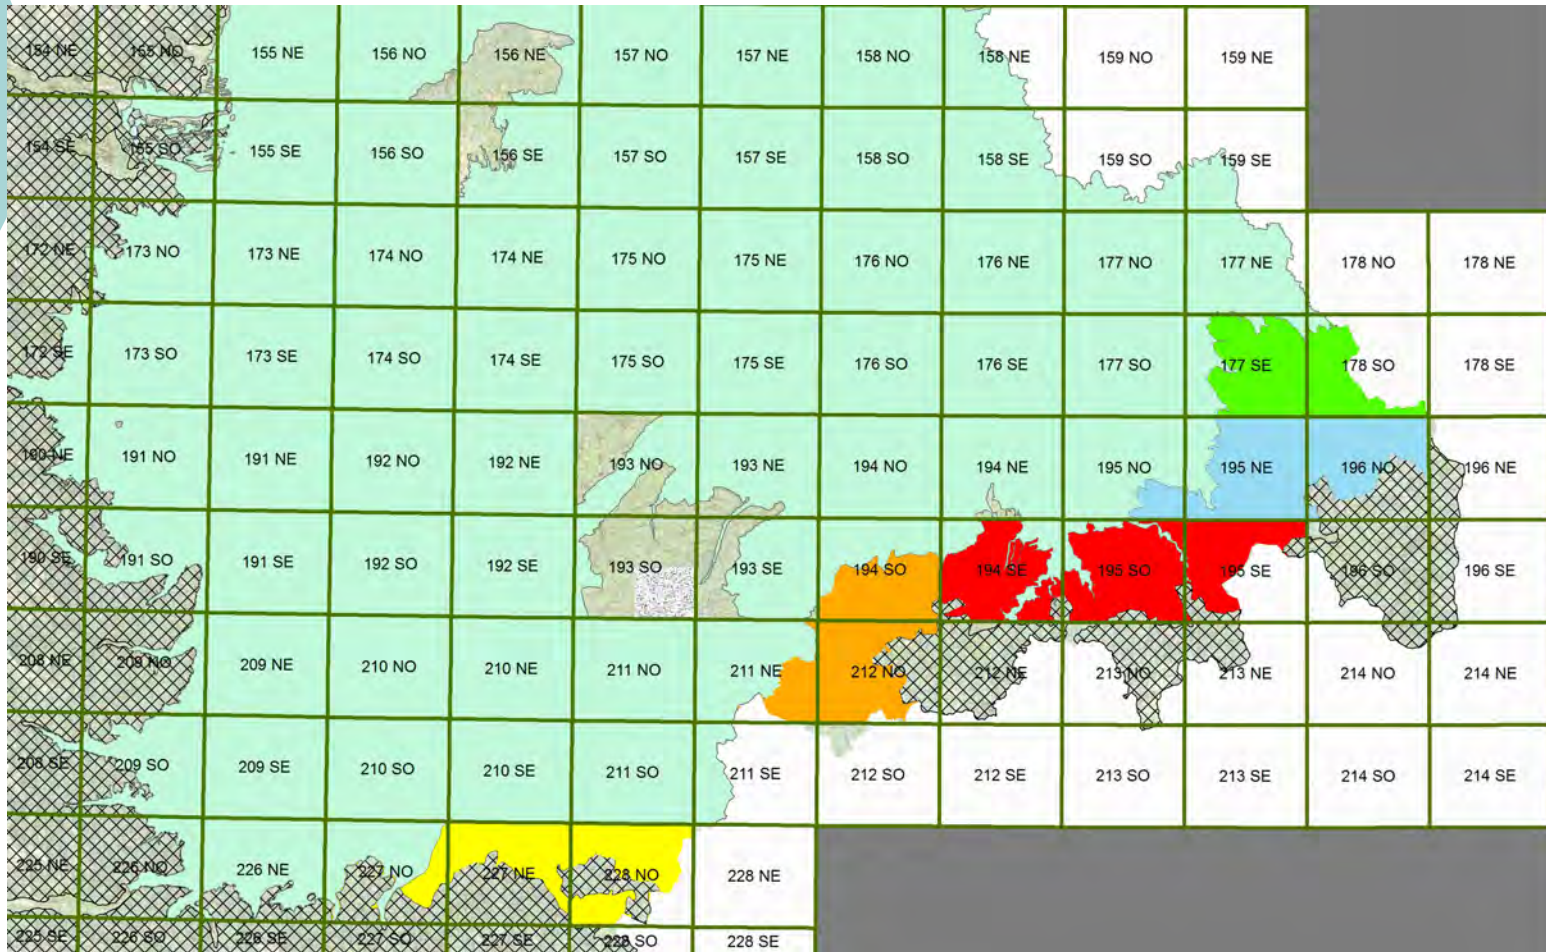 154 NE 155 NO 155 NE 156 NO 156 NE 157 NO 157 NE 158 NO 158 NE 159 NO 159 NE
154 SE 155 SO 155 SE 156 SO 156 SE 157 SO 157 SE 158 SO 158 SE 159 SO 159 SE
172 NE 173 NO 173 NE 174 NO 174 NE 175 NO 175 NE 176 NO 176 NE 177 NO 177 NE 178 NO 178 NE
172 SE 173 SO 173 SE 174 SO 174 SE 175 SO 175 SE 176 SO 176 SE 177 SO 177 SE 178 SO 178 SE
190 NE 191 NO 191 NE 192 NO 192 NE 193 NO 193 NE 194 NO 194 NE 195 NO 195 NE 196 NO 196 NE
190 SE 191 SO 191 SE 192 SO 192 SE 193 SO 193 SE 194 SO 194 SE 195 SO 195 SE 196 SO 196 SE
208 NE 209 NO 209 NE 210 NO 210 NE 211 NO 211 NE 212 NO 212 NE 213 NO 213 NE 214 NO 214 NE
208 SE 209 SO 209 SE 210 SO 210 SE 211 SO 211 SE 212 SO 212 SE 213 SO 213 SE 214 SO 214 SE
225 NE 226 NO 226 NE 227 NO 227 NE 228 NO 228 NE
225 SE 226 SO 226 SE 227 SO 227 SE 228 SO 228 SE